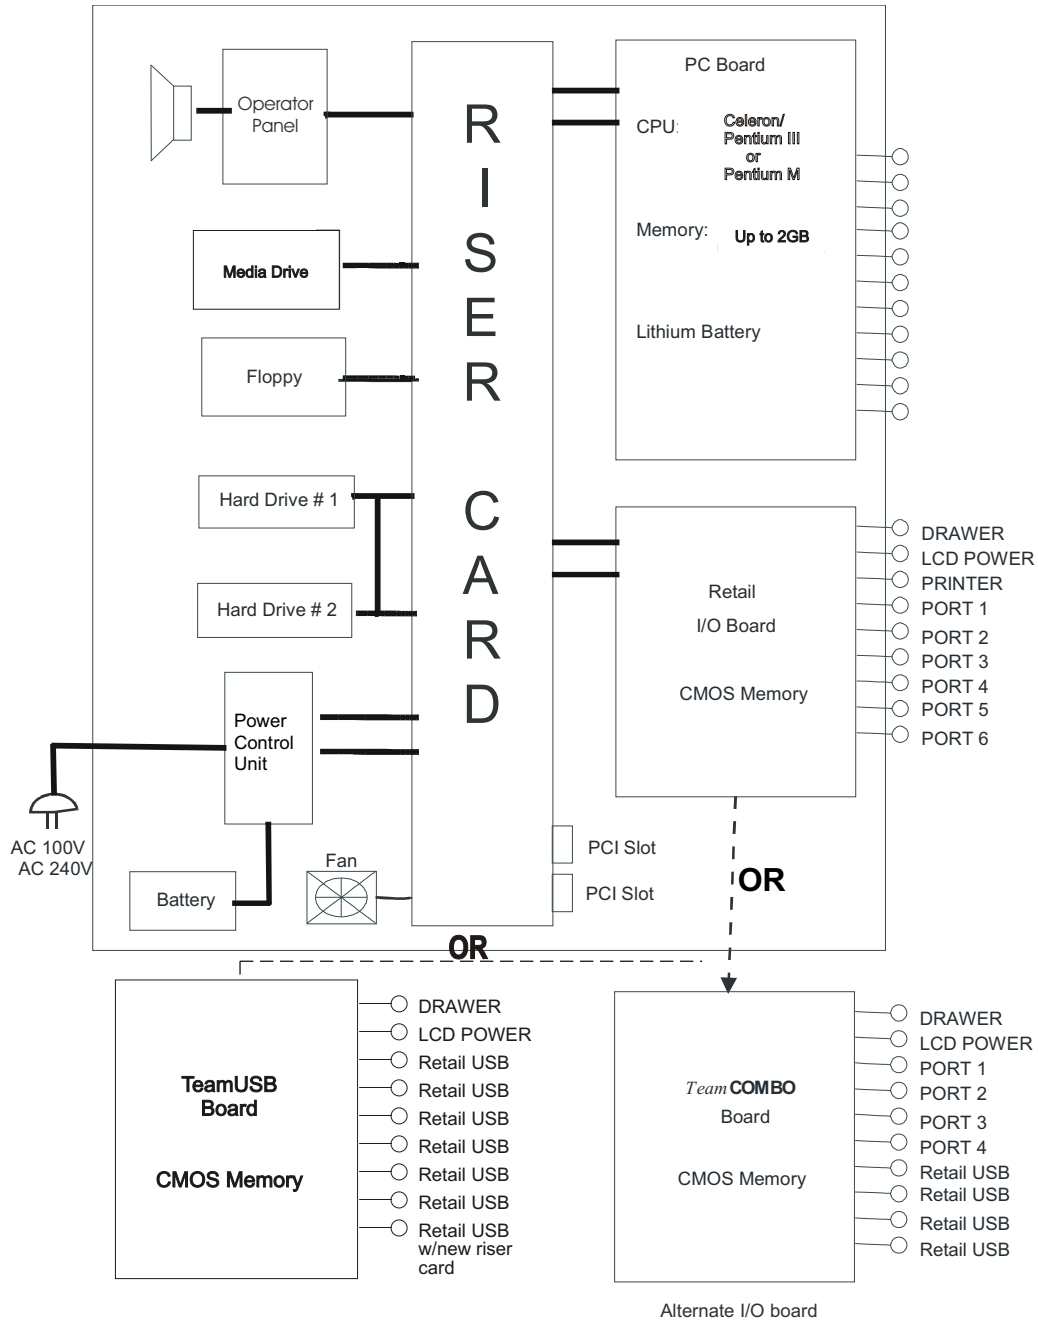 Operator
Panel
Media Drive
Floppy
Hard Drive # 1
Hard Drive # 2
Power
Control
Unit
AC 100V
AC 240V
Battery
Fan
R
I
S
E
R
C
A
R
D
PC Board
CPU:
Celeron/
Pentium III
or
Pentium M
Memory:
Up to 2GB
Lithium Battery
Retail
I/O Board
CMOS Memory
DRAWER
LCD POWER
PRINTER
PORT 1
PORT 2
PORT 3
PORT 4
PORT 5
PORT 6
PCI Slot
PCI Slot
OR
OR
TeamUSB
Board
CMOS Memory
DRAWER
LCD POWER
Retail USB
Retail USB
Retail USB
Retail USB
Retail USB
Retail USB
Retail USB
w/new riser
card
Team COMBO
Board
CMOS Memory
DRAWER
LCD POWER
PORT 1
PORT 2
PORT 3
PORT 4
Retail USB
Retail USB
Retail USB
Retail USB
Alternate I/O board